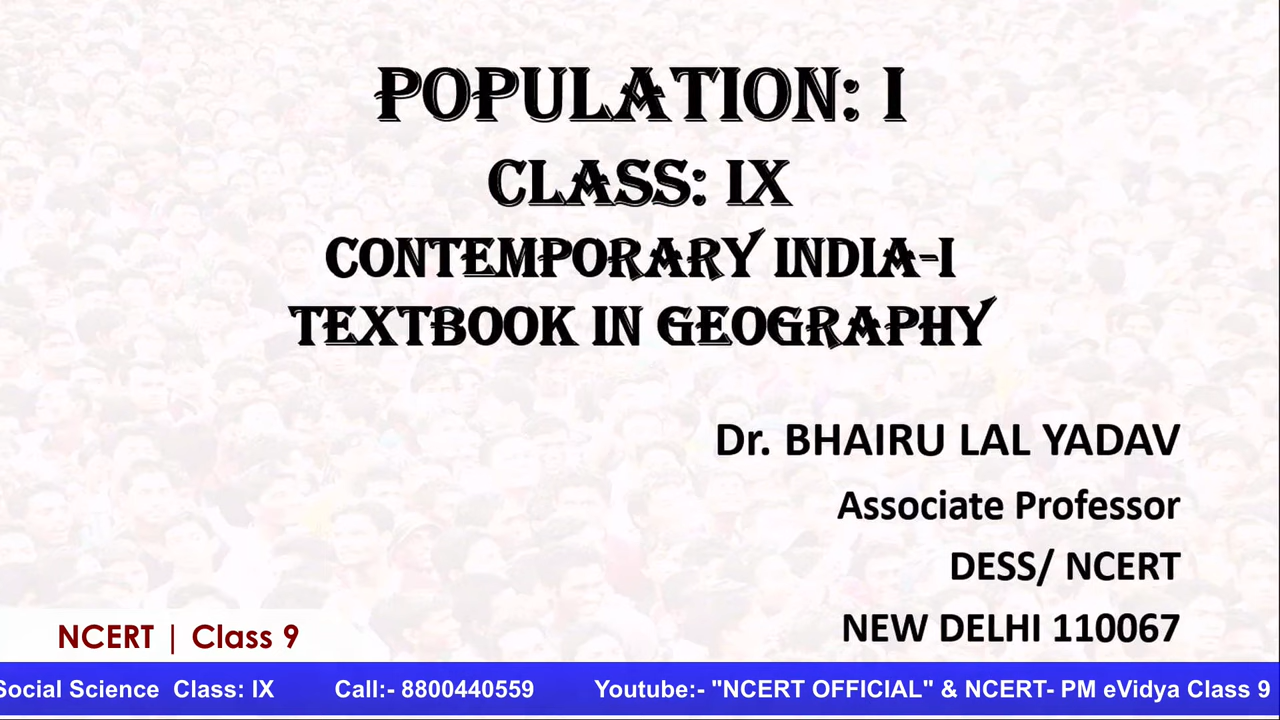 POPULATION: I
CLASS: IX
CONTEMPORARY INDIA-I
TEXTBOOK IN GEOGRAPHY
Dr. BHAIRU LAL YADAV
Associate Professor
DESS/ NCERT
NEW DELHI 110067
NCERT | Class 9
Social Science Class: IX Call:- 8800440559 Youtube:- "NCERT OFFICIAL" & NCERT- PM eVidya Class 9